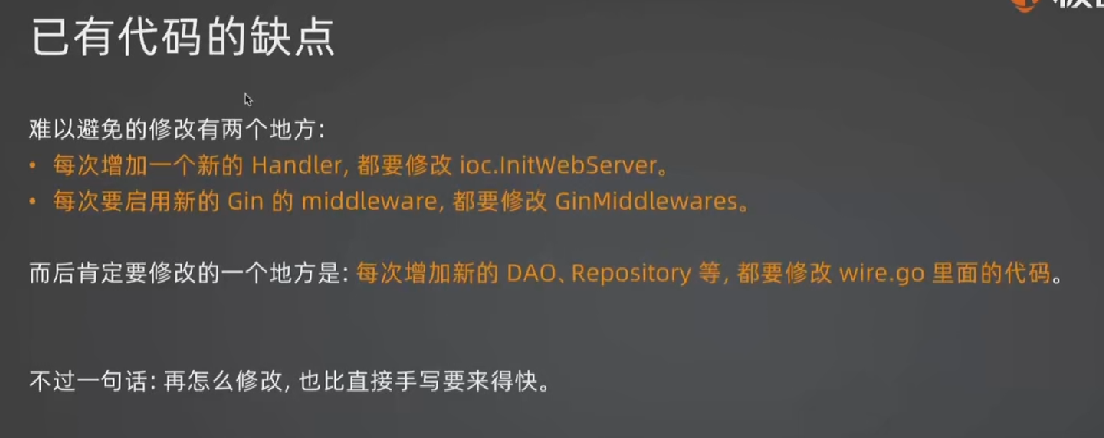 已有代码的缺点
难以避免的修改有两个地方:
• 每次增加一个新的 Handler, 都要修改 ioc.InitWebServer。
• 每次要启用新的 Gin 的 middleware, 都要修改 GinMiddlewares。
而后肯定要修改的一个地方是: 每次增加新的 DAO、Repository 等, 都要修改 wire.go 里面的代码。
不过一句话: 再怎么修改, 也比直接手写要来得快。